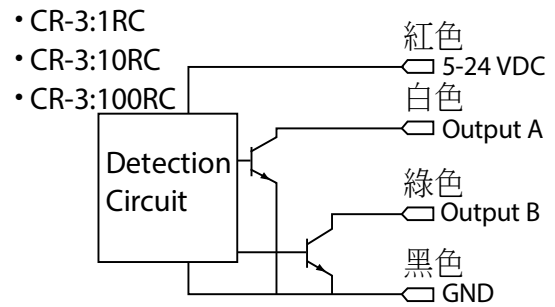 • CR-3:1RC
• CR-3:10RC
• CR-3:100RC
紅色
5-24 VDC
白色
Output A
Detection
Circuit
綠色
Output B
黑色
GND